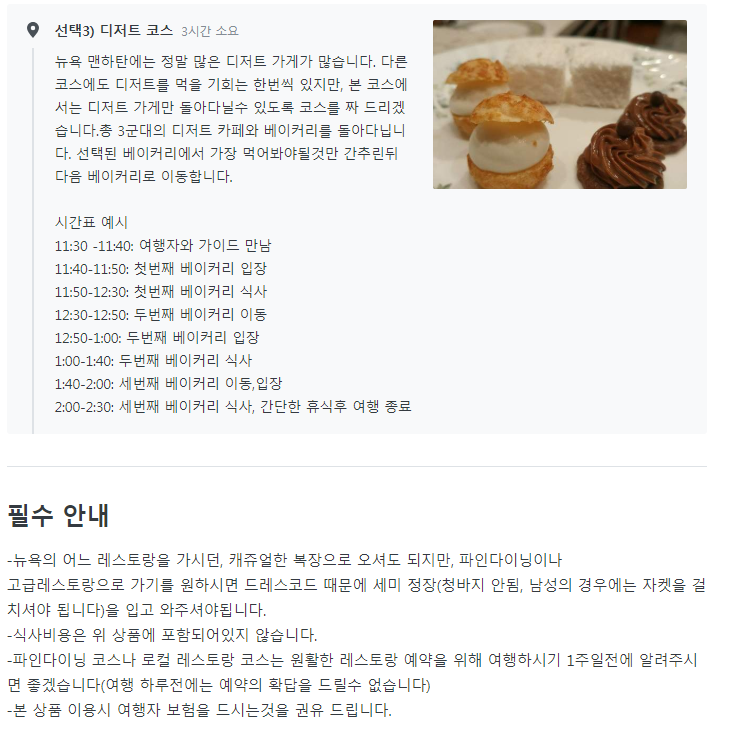 선택3) 디저트 코스 3시간 소요
뉴욕 맨하탄에는 정말 많은 디저트 가게가 많습니다. 다른
코스에도 디저트를 먹을 기회는 한번씩 있지만, 본 코스에
서는 디저트 가게만 돌아다닐수 있도록 코스를 짜 드리겠
습니다.총 3군대의 디저트 카페와 베이커리를 돌아다닙니
다. 선택된 베이커리에서 가장 먹어봐야될것만 간추린뒤
다음 베이커리로 이동합니다.
시간표 예시
11:30 -11:40: 여행자와 가이드 만남
11:40-11:50: 첫번째 베이커리 입장
11:50-12:30: 첫번째 베이커리 식사
12:30-12:50: 두번째 베이커리 이동
12:50-1:00: 두번째 베이커리 입장
1:00-1:40: 두번째 베이커리 식사
1:40-2:00: 세번째 베이커리 이동,입장
2:00-2:30: 세번째 베이커리 식사, 간단한 휴식후 여행 종료
필수 안내
-뉴욕의 어느 레스토랑을 가시던, 캐쥬얼한 복장으로 오셔도 되지만, 파인다이닝이나
고급레스토랑으로 가기를 원하시면 드레스코드 때문에 세미 정장(청바지 안됨, 남성의 경우에는 자켓을 걸
치셔야 됩니다)을 입고 와주셔야됩니다.
-식사비용은 위 상품에 포함되어있지 않습니다.
-파인다이닝 코스나 로컬 레스토랑 코스는 원활한 레스토랑 예약을 위해 여행하시기 1주일전에 알려주시
면 좋겠습니다(여행 하루전에는 예약의 확답을 드릴수 없습니다)
-본 상품 이용시 여행자 보험을 드시는것을 권유 드립니다.